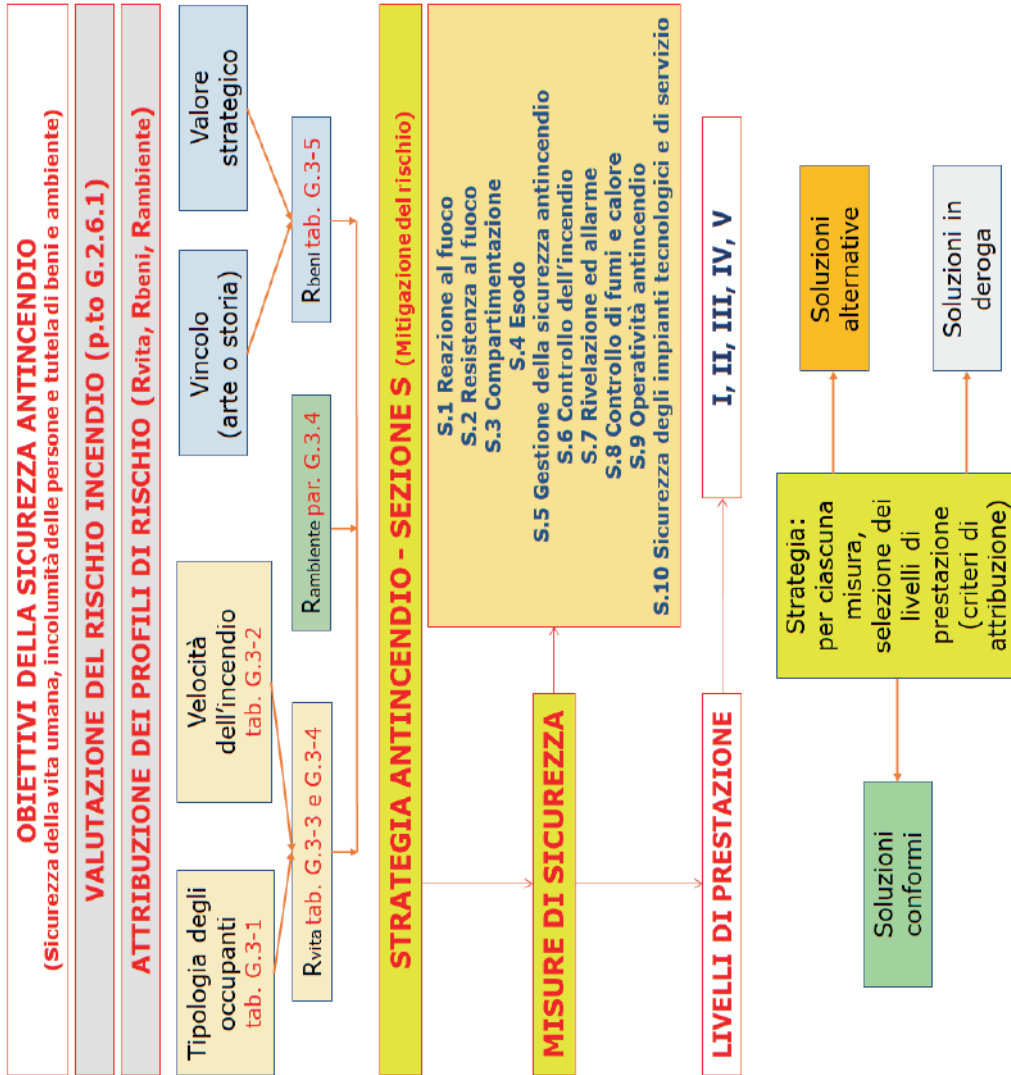 OBIETTIVI DELLA SICUREZZA ANTINCENDIO
(Sicurezza della vita umana, incolumità delle persone e tutela di beni e ambiente)
VALUTAZIONE DEL RISCHIO INCENDIO (p.to G.2.6.1)
ATTRIBUZIONE DEI PROFILI DI RISCHIO (Rvita, Rbeni, Rambiente)
Tipologia degli
occupanti
tab. G.3-1
Velocità
dell'incendio
tab. G.3-2
Vincolo
(arte o storia)
Valore
strategico
Rvita tab. G.3-3 e G.3-4
Rambiente par. G.3.4
Rbeni tab. G.3-5
STRATEGIA ANTINCENDIO - SEZIONE S (Mitigazione del rischio)
MISURE DI SICUREZZA
S.1 Reazione al fuoco
S.2 Resistenza al fuoco
S.3 Compartimentazione
S.4 Esodo
S.5 Gestione della sicurezza antincendio
S.6 Controllo dell'incendio
S.7 Rivelazione ed allarme
S.8 Controllo di fumi e calore
S.9 Operatività antincendio
S.10 Sicurezza degli impianti tecnologici e di servizio
LIVELLI DI PRESTAZIONE
I, II, III, IV, V
Soluzioni
conformi
Strategia:
per ciascuna
misura,
selezione dei
livelli di
prestazione
(criteri di
attribuzione)
Soluzioni
alternative
Soluzioni in
deroga